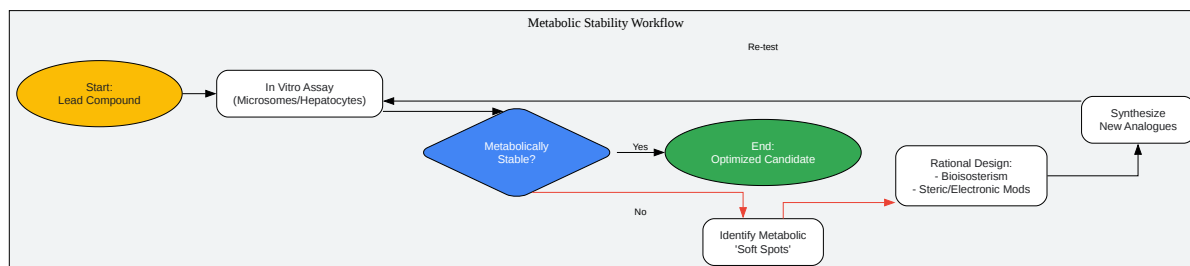 Metabolic Stability Workflow
Re-test
Start:
Lead Compound
In Vitro Assay
(Microsomes/Hepatocytes)
Metabolically
Stable?
Yes
End:
Optimized Candidate
No
Identify Metabolic
'Soft Spots'
Rational Design:
- Bioisosterism
- Steric/Electronic Mods
Synthesize
New Analogues